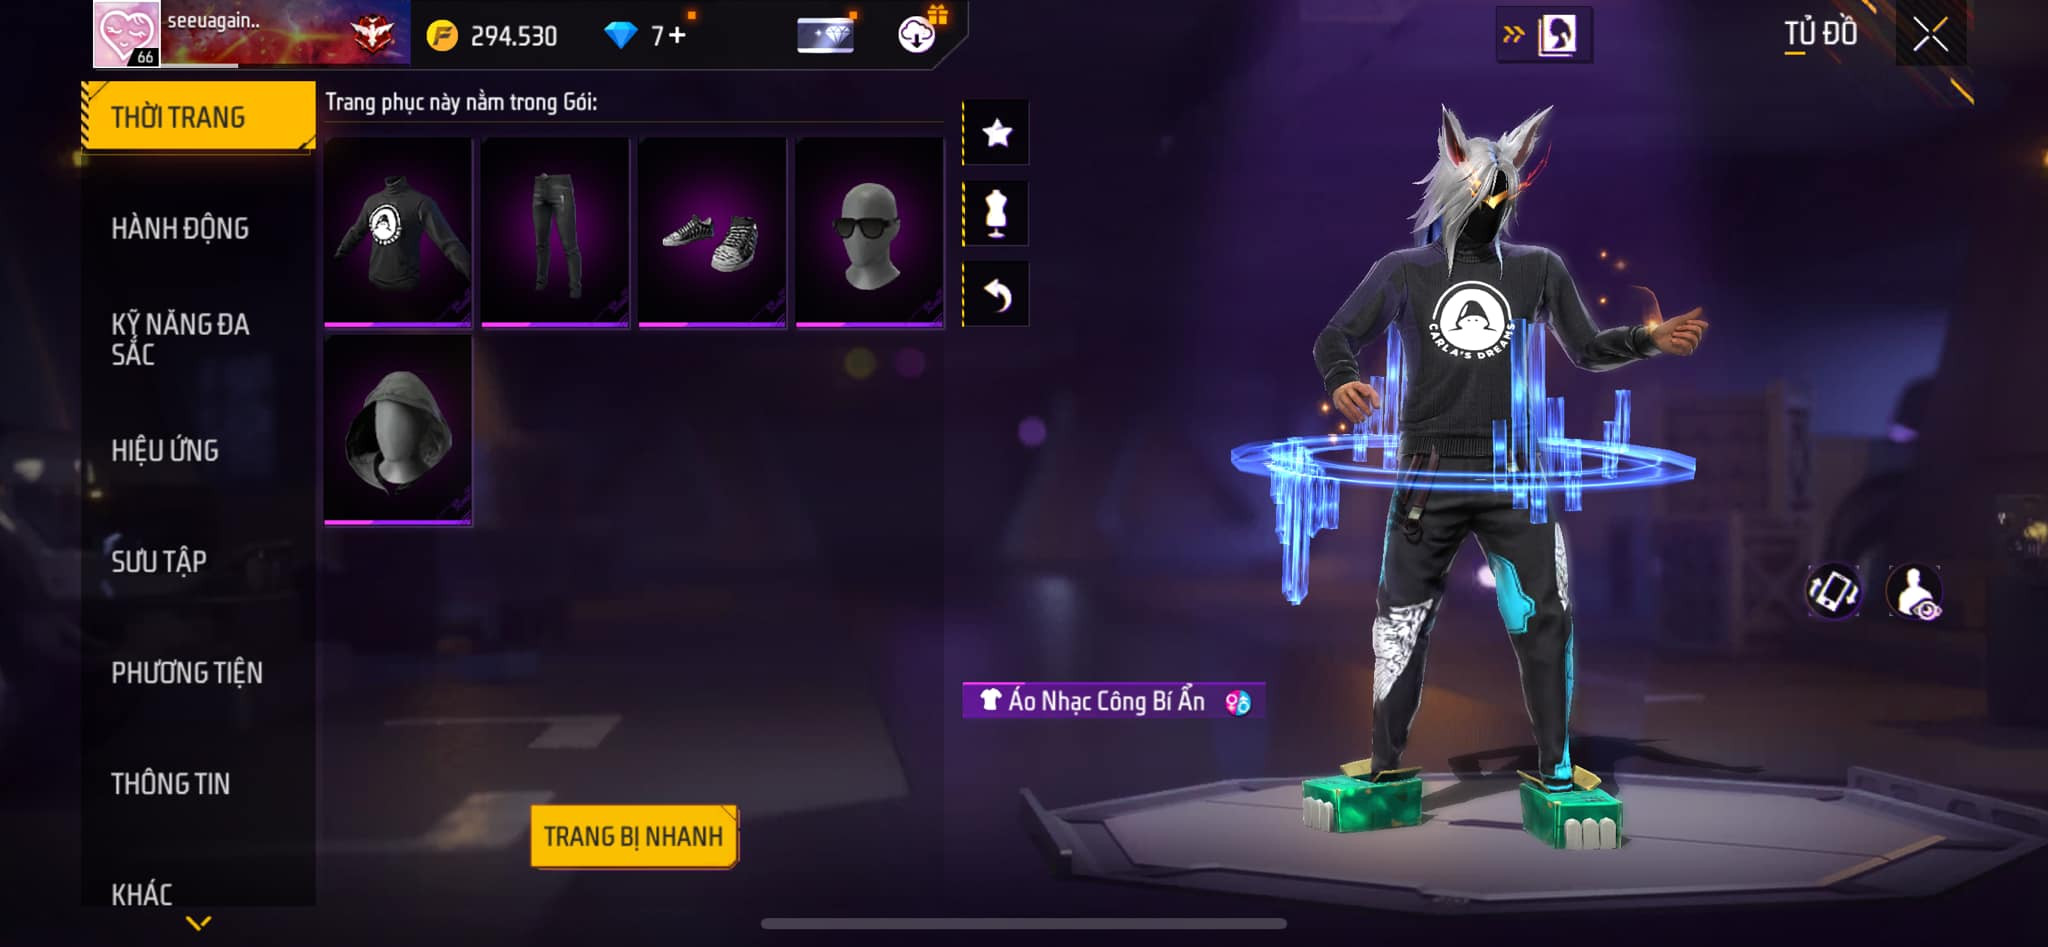 seeuagain..
66
294.530
7+
TỦ ĐỒ
THỜI TRANG
HÀNH ĐỘNG
KỸ NĂNG ĐA
SẮC
HIỆU ỨNG
SƯU TẬP
PHƯƠNG TIỆN
THÔNG TIN
KHÁC
Trang phục này nằm trong Gói:
CARLA'S DREAMS
Áo Nhạc Công Bí Ẩn
TRANG BỊ NHANH